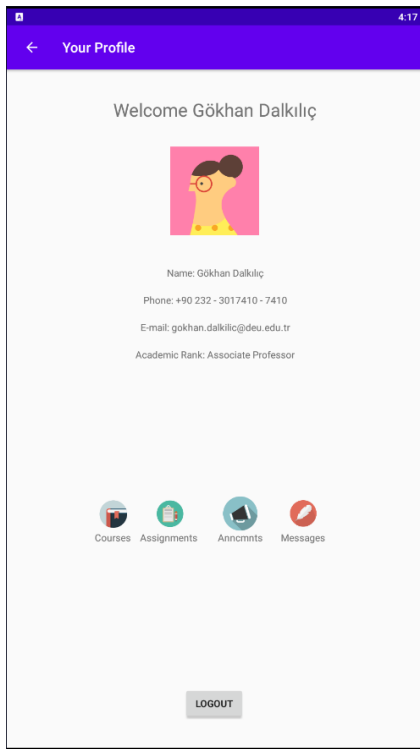 A 4:17
Your Profile
Welcome Gökhan Dalkılıç
Name: Gökhan Dalkılıç
Phone: +90 232 - 3017410 - 7410
E-mail: gokhan.dalkilic@deu.edu.tr
Academic Rank: Associate Professor
Courses Assignments Anncmnts Messages
LOGOUT